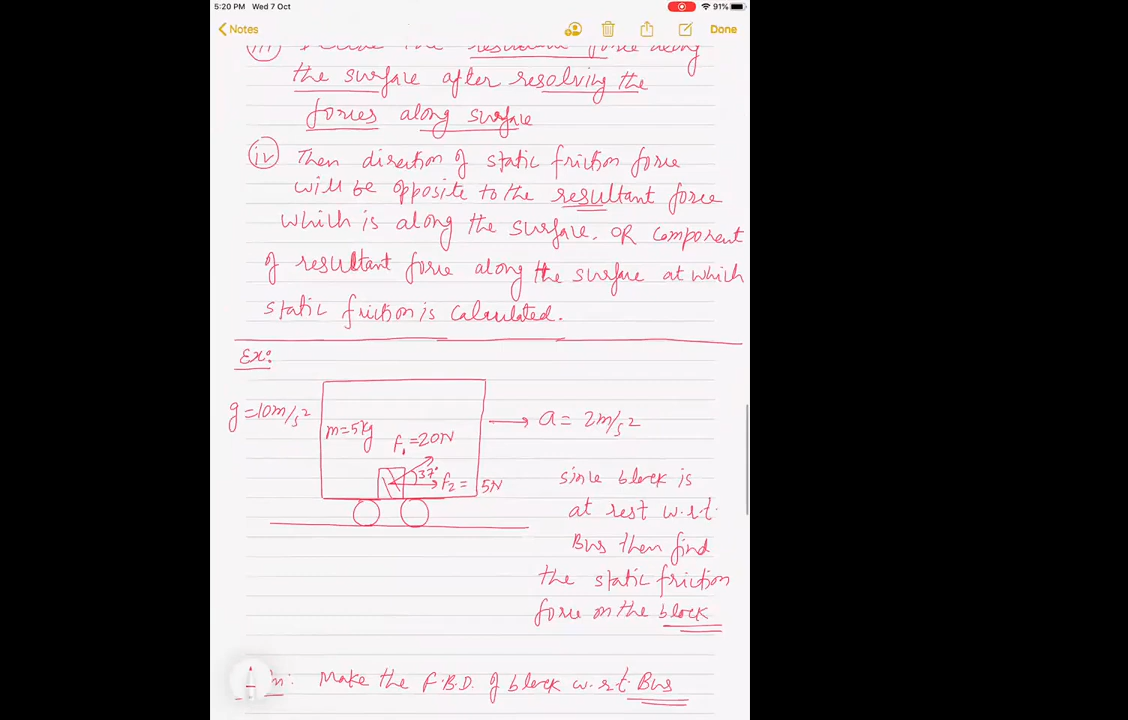 5:20 PM Wed 7 Oct
91%
Notes
Done
the resultant force along
the surface after resolving the
forces along surface
(iv) Then direction of static friction force
will be opposite to the resultant force
which is along the surface. OR component
of resultant force along the surface at which
static friction is calculated.
Ex:
g=10m/s²
m=5kg
f₁=20N
37°
f₂= 5N
→ a = 2m/s²
since block is
at rest w.r.t.
Bus then find
the static friction
force on the block
Make the F.B.D. of block w.r.t. Bus